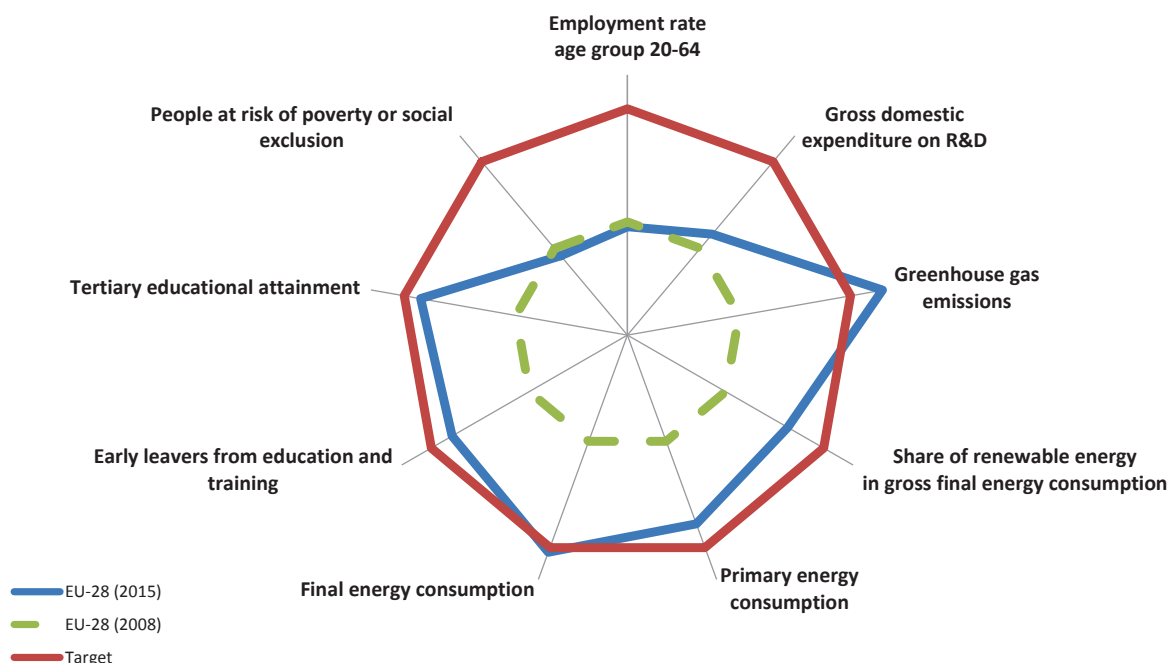 Employment rate
age group 20-64
People at risk of poverty or social
exclusion
Gross domestic
expenditure on R&D
Tertiary educational attainment
Greenhouse gas
emissions
Early leavers from education and
training
Share of renewable energy
in gross final energy consumption
Final energy consumption
Primary energy
consumption
EU-28 (2015)
EU-28 (2008)
Target